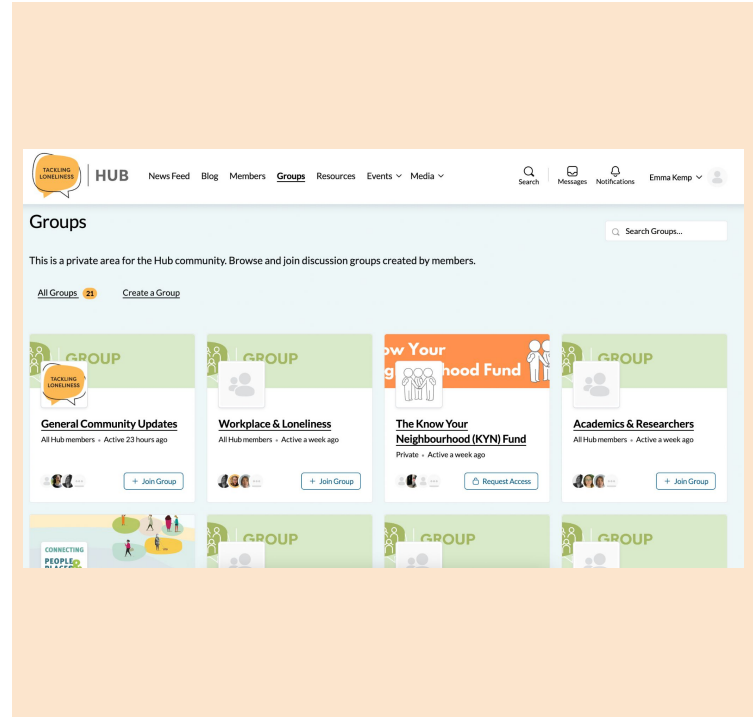 TACKLING
LONELINESS
HUB
News Feed Blog Members Groups Resources Events Media
Search Messages Notifications Emma Kemp
Groups
Search Groups...
This is a private area for the Hub community. Browse and join discussion groups created by members.
All Groups 21 Create a Group
GROUP
TACKLING
LONELINESS
General Community Updates
All Hub members • Active 23 hours ago
+ Join Group
GROUP
Workplace & Loneliness
All Hub members • Active a week ago
+ Join Group
ow Your
hood Fund
The Know Your
Neighbourhood (KYN) Fund
Private • Active a week ago
Request Access
GROUP
Academics & Researchers
All Hub members • Active a week ago
+ Join Group
CONNECTING
PEOPLE
GROUP
GROUP
GROUP